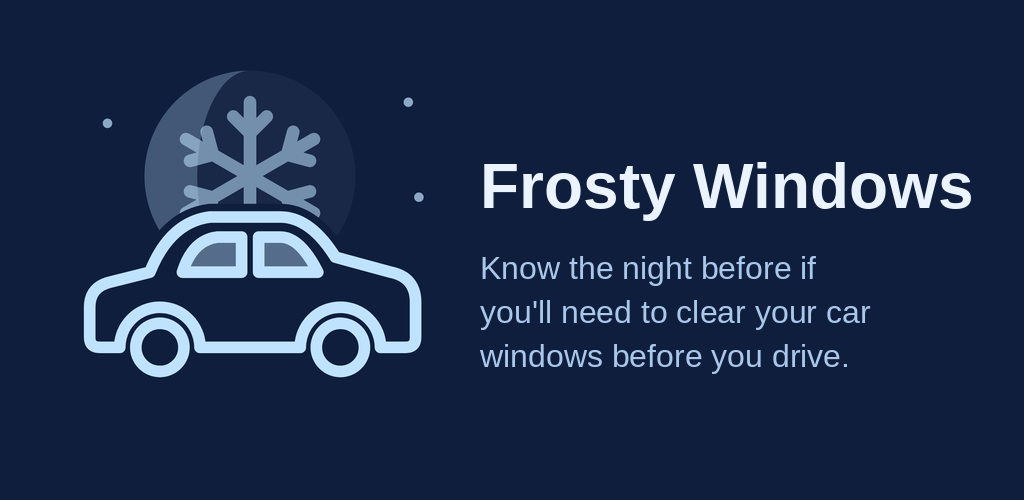 Frosty Windows
Know the night before if
you'll need to clear your car
windows before you drive.